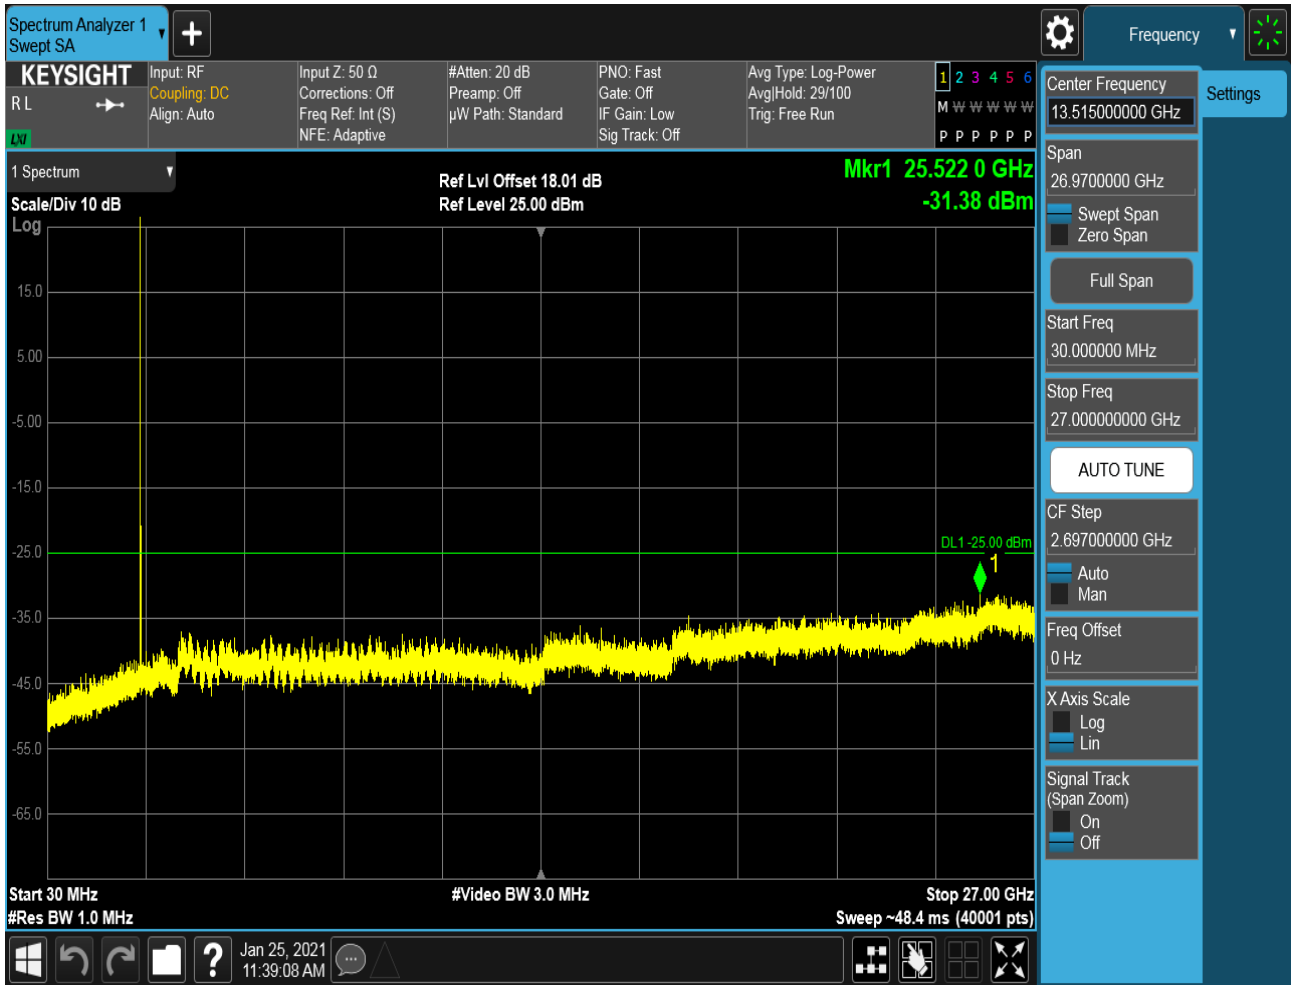 Spectrum Analyzer 1
Swept SA
Frequency
KEYSIGHT
R L
LXI
Input: RF
Coupling: DC
Align: Auto
Input Z: 50 Ω
Corrections: Off
Freq Ref: Int (S)
NFE: Adaptive
#Atten: 20 dB
Preamp: Off
µW Path: Standard
PNO: Fast
Gate: Off
IF Gain: Low
Sig Track: Off
Avg Type: Log-Power
Avg|Hold: 29/100
Trig: Free Run
1 2 3 4 5 6
M W W W W W
P P P P P P
1 Spectrum
Scale/Div 10 dB
Log
Ref Lvl Offset 18.01 dB
Ref Level 25.00 dBm
Mkr1 25.522 0 GHz
-31.38 dBm
15.0
5.00
-5.00
-15.0
-25.0
-35.0
-45.0
-55.0
-65.0
DL1 -25.00 dBm
1
Start 30 MHz
#Res BW 1.0 MHz
#Video BW 3.0 MHz
Stop 27.00 GHz
Sweep ~48.4 ms (40001 pts)
Center Frequency
13.515000000 GHz
Span
26.9700000 GHz
Swept Span
Zero Span
Full Span
Start Freq
30.000000 MHz
Stop Freq
27.000000000 GHz
AUTO TUNE
CF Step
2.697000000 GHz
Auto
Man
Freq Offset
0 Hz
X Axis Scale
Log
Lin
Signal Track
(Span Zoom)
On
Off
Settings
?
Jan 25, 2021
11:39:08 AM